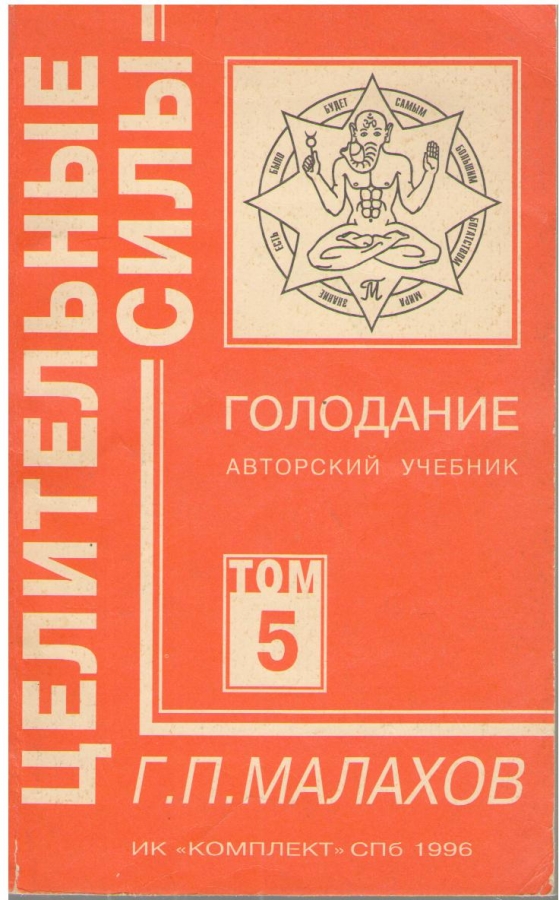 ЦЕЛИТЕЛЬНЫЕ
СИЛЫ
ЗНАНИЕ
ЕСТЬ
БЫЛО
БУДЕТ
САМЫМ
БОЛЬШИМ
БОГАТСТВОМ
МИРА
М
ГОЛОДАНИЕ
АВТОРСКИЙ УЧЕБНИК
ТОМ
5
Г.П.МАЛАХОВ
ИК «КОМПЛЕКТ» СПб 1996